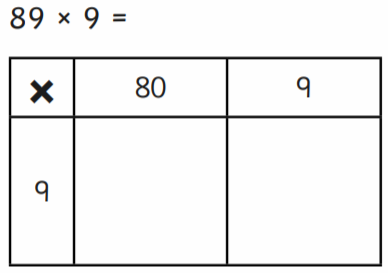 89 × 9 =
× 80 9
9